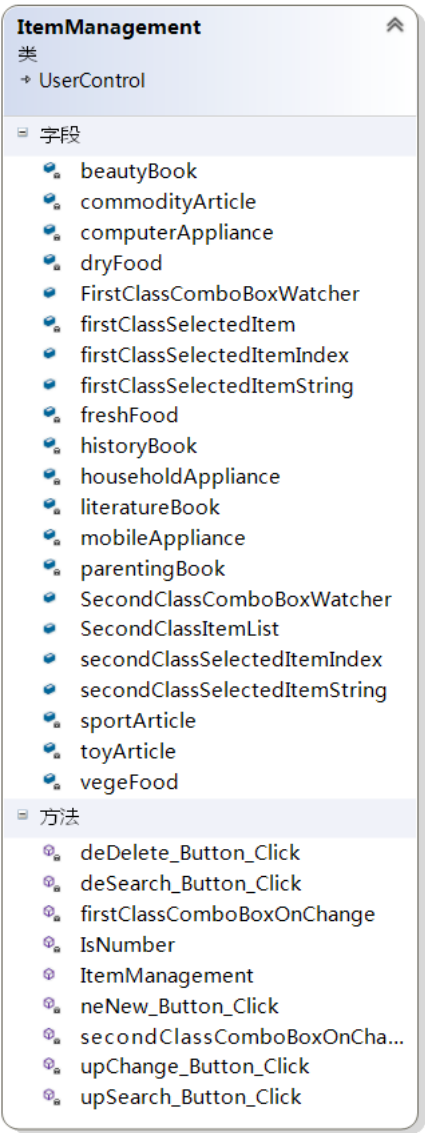 ItemManagement
类
UserControl
字段
beautyBook
commodityArticle
computerAppliance
dryFood
FirstClassComboBoxWatcher
firstClassSelectedItem
firstClassSelectedItemIndex
firstClassSelectedItemString
freshFood
historyBook
householdAppliance
literatureBook
mobileAppliance
parentingBook
SecondClassComboBoxWatcher
SecondClassItemList
secondClassSelectedItemIndex
secondClassSelectedItemString
sportArticle
toyArticle
vegeFood
方法
deDelete_Button_Click
deSearch_Button_Click
firstClassComboBoxOnChange
IsNumber
ItemManagement
neNew_Button_Click
secondClassComboBoxOnCha...
upChange_Button_Click
upSearch_Button_Click